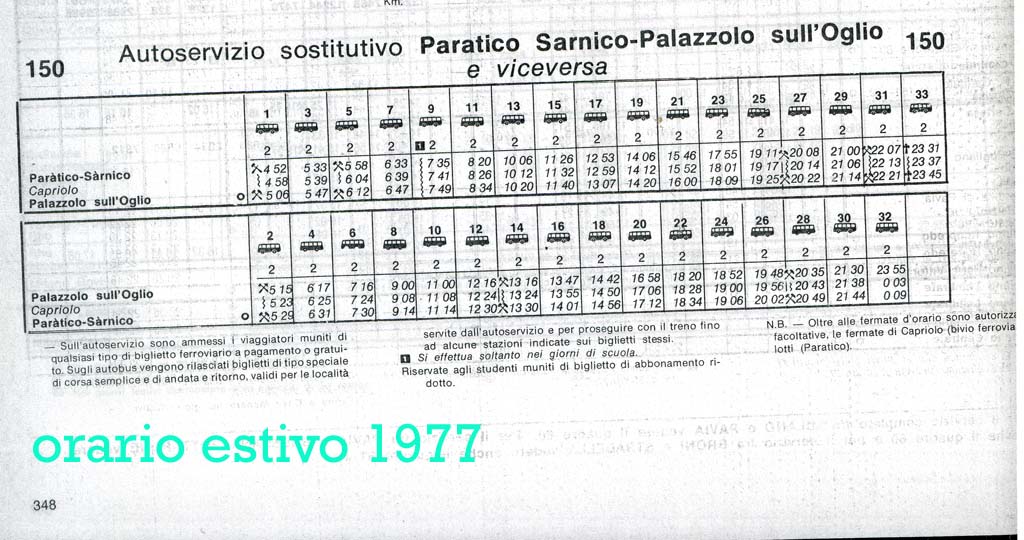 Km.
150 Autoservizio sostitutivo Paratico Sarnico-Palazzolo sull'Oglio 150
e viceversa
1 3 5 7 9 11 13 15 17 19 21 23 25 27 29 31 33
2 2 2 2 1 2 2 2 2 2 2 2 2 2 2 2 2 2
Paràtico-Sàrnico ⚒4 52 5 33 ⚒5 58 6 33 7 35 8 20 10 06 11 26 12 53 14 06 15 46 17 55 19 11 ⚒20 08 21 00 ⚒22 07 †23 31
Capriolo 4 58 5 39 6 04 6 39 7 41 8 26 10 12 11 32 12 59 14 12 15 52 18 01 19 17 20 14 21 06 22 13 23 37
Palazzolo sull'Oglio o ⚒5 06 5 47 ⚒6 12 6 47 7 49 8 34 10 20 11 40 13 07 14 20 16 00 18 09 19 25 ⚒20 22 21 14 ⚒22 21 †23 45
2 4 6 8 10 12 14 16 18 20 22 24 26 28 30 32
2 2 2 2 2 2 2 2 2 2 2 2 2 2 2 2
Palazzolo sull'Oglio ⚒5 15 6 17 7 16 9 00 11 00 12 16 ⚒13 16 13 47 14 42 16 58 18 20 18 52 19 48 ⚒20 35 21 30 23 55
Capriolo 5 23 6 25 7 24 9 08 11 08 12 24 13 24 13 55 14 50 17 06 18 28 19 00 19 56 20 43 21 38 0 03
Paràtico-Sàrnico o ⚒5 29 6 31 7 30 9 14 11 14 12 30 ⚒13 30 14 01 14 56 17 12 18 34 19 06 20 02 ⚒20 49 21 44 0 09
— Sull'autoservizio sono ammessi i viaggiatori muniti di
qualsiasi tipo di biglietto ferroviario a pagamento o gratui-
to. Sugli autobus vengono rilasciati biglietti di tipo speciale
di corsa semplice e di andata e ritorno, validi per le località
servite dall'autoservizio e per proseguire con il treno fino
ad alcune stazioni indicate sui biglietti stessi.
1 Si effettua soltanto nei giorni di scuola.
Riservate agli studenti muniti di biglietto di abbonamento ri-
dotto.
N.B. — Oltre alle fermate d'orario sono autorizza
facoltative, le fermate di Capriolo (bivio ferrovia
lotti (Paratico).
orario estivo 1977
348